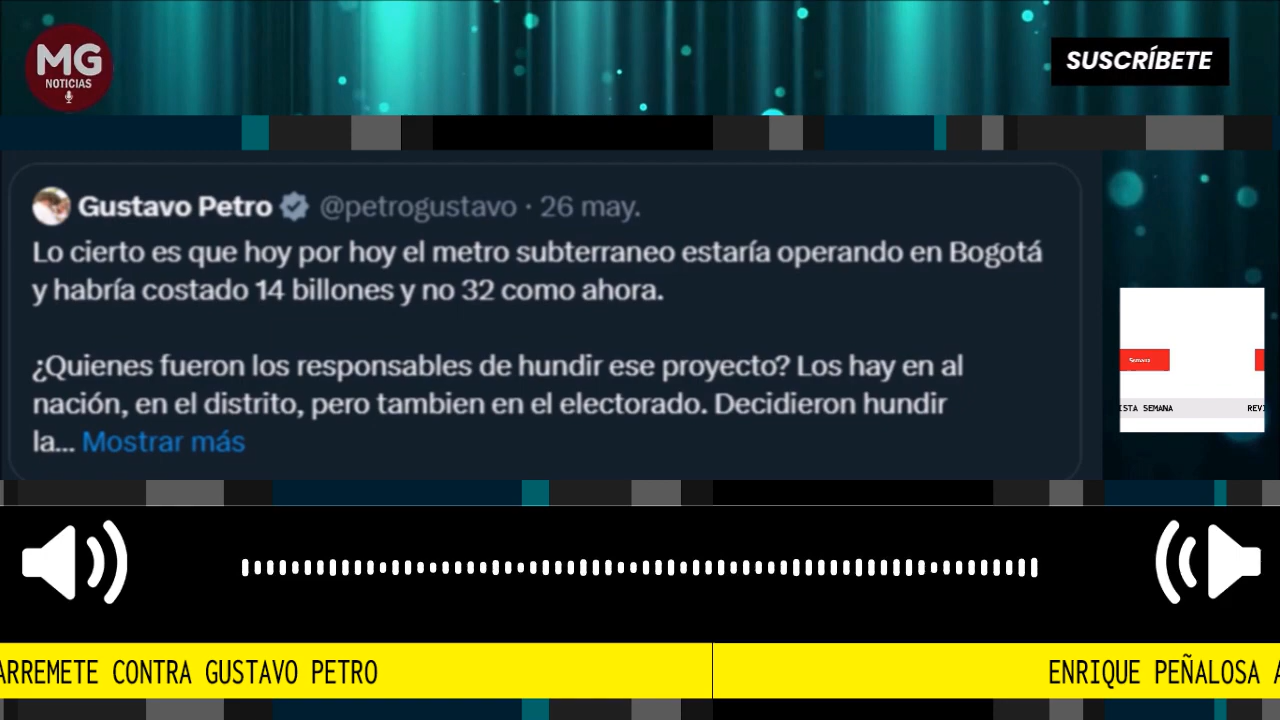 MG
NOTICIAS
SUSCRÍBETE
Gustavo Petro @petrogustavo · 26 may.
Lo cierto es que hoy por hoy el metro subterraneo estaría operando en Bogotá
y habría costado 14 billones y no 32 como ahora.
¿Quienes fueron los responsables de hundir ese proyecto? Los hay en al
nación, en el distrito, pero tambien en el electorado. Decidieron hundir
la... Mostrar más
Semana
ISTA SEMANA REVI
ARREMETE CONTRA GUSTAVO PETRO
ENRIQUE PEÑALOSA A